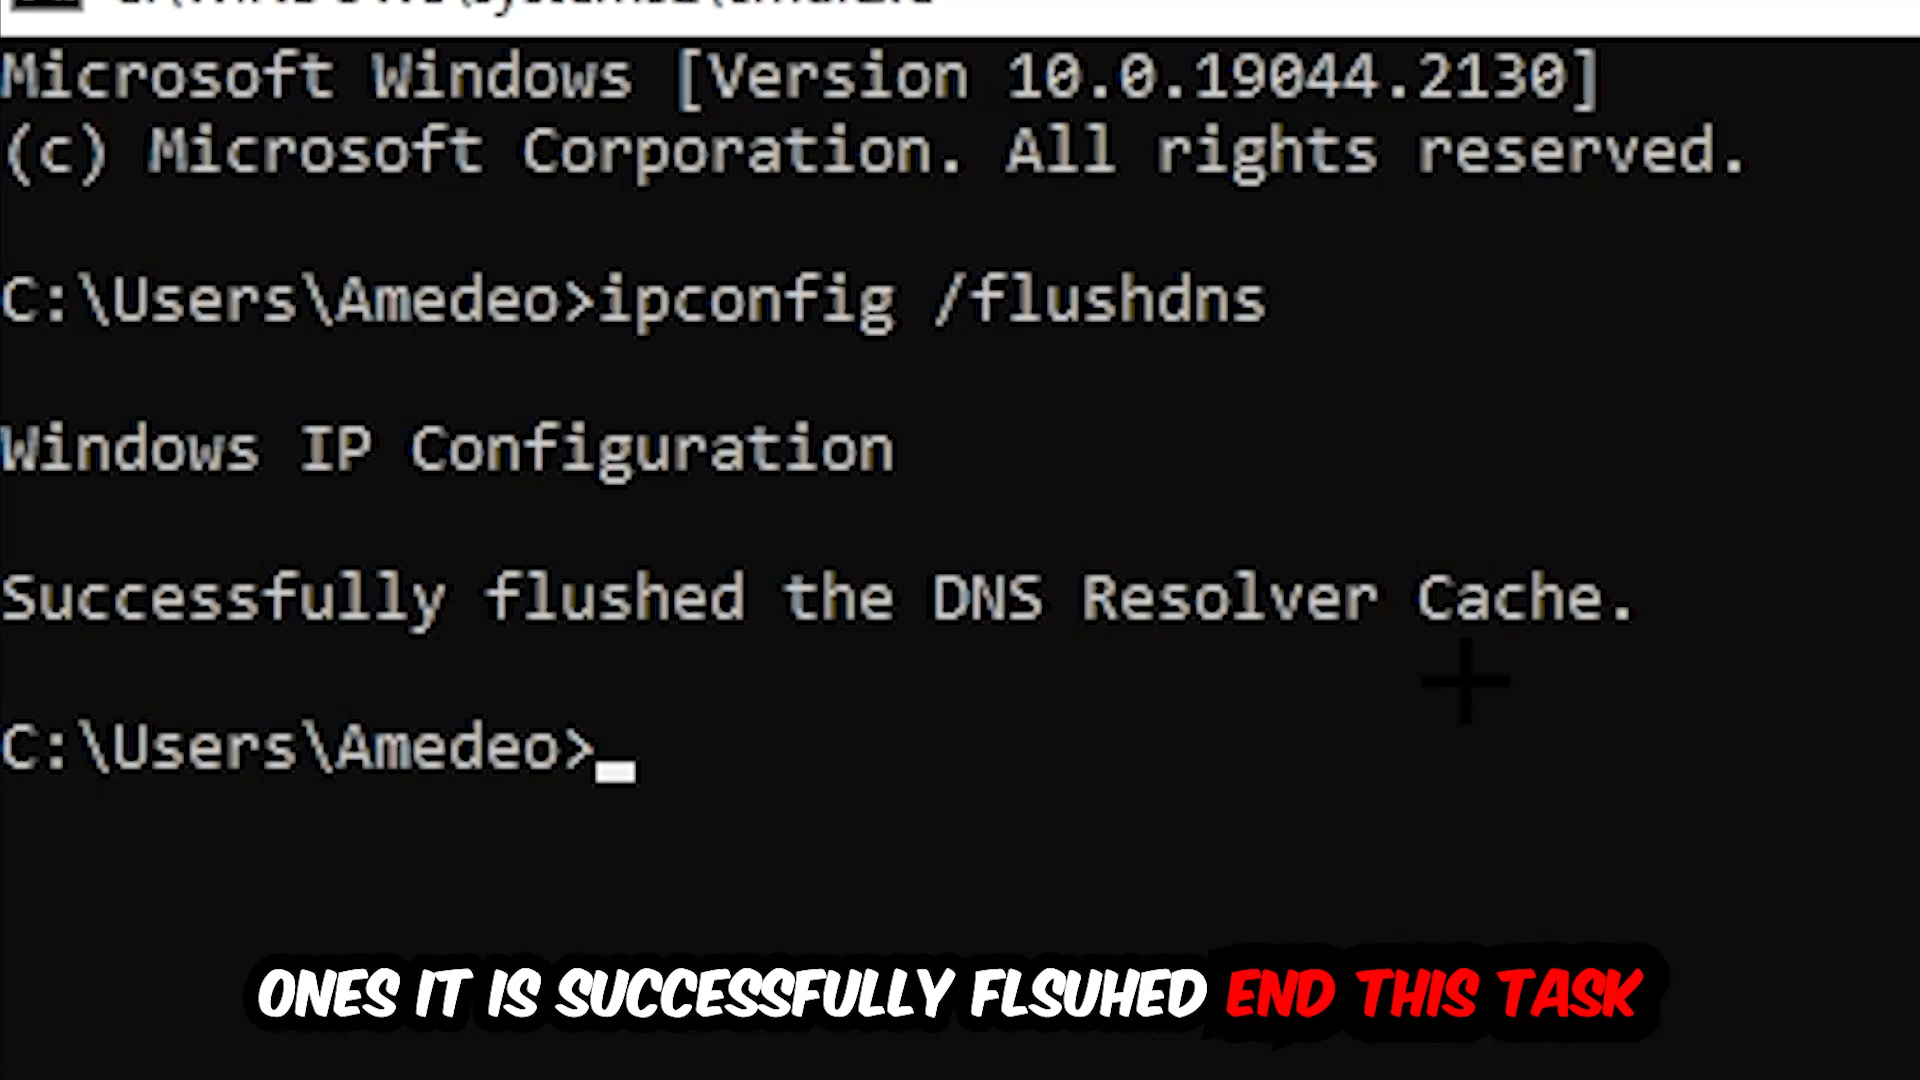 Microsoft Windows [Version 10.0.19044.2130]
(c) Microsoft Corporation. All rights reserved.
C:\Users\Amedeo>ipconfig /flushdns
Windows IP Configuration
Successfully flushed the DNS Resolver Cache.
C:\Users\Amedeo>
ONES IT IS SUCCESSFULLY FLSUHED END THIS TASK